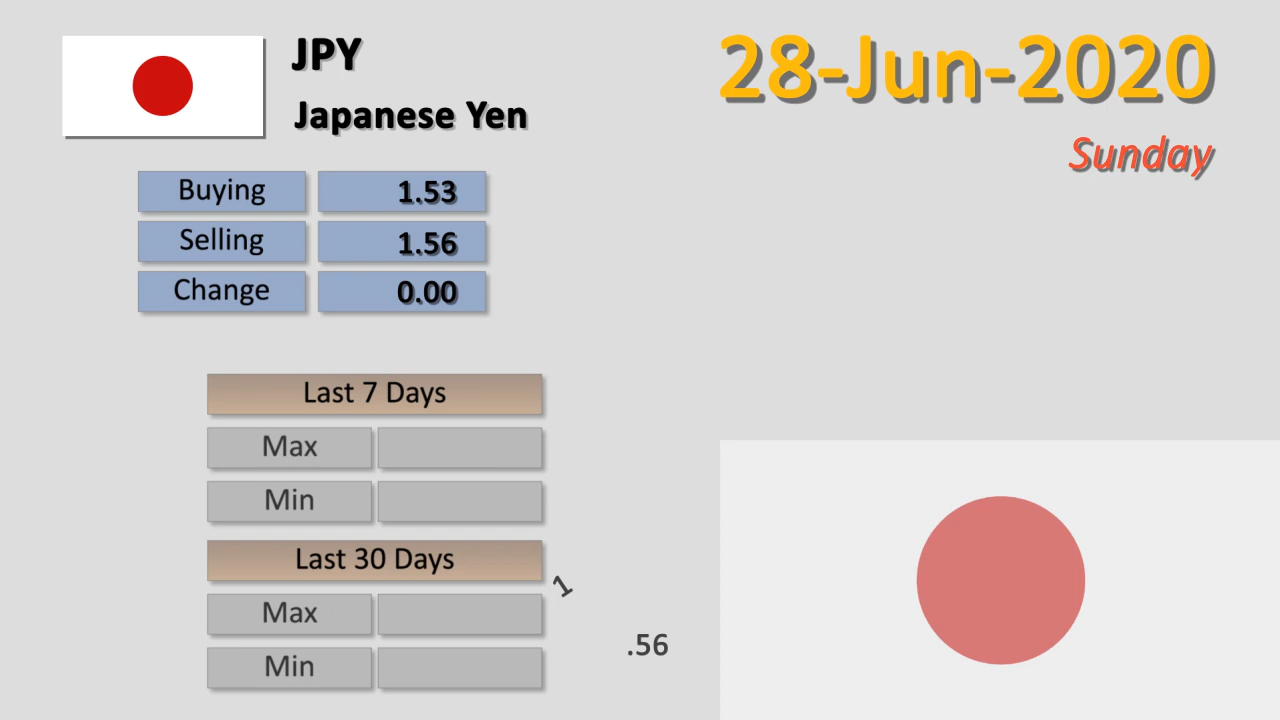 JPY
Japanese Yen
28-Jun-2020
Sunday
Buying 1.53
Selling 1.56
Change 0.00
Last 7 Days
Max
Min
Last 30 Days
1
Max
.56
Min